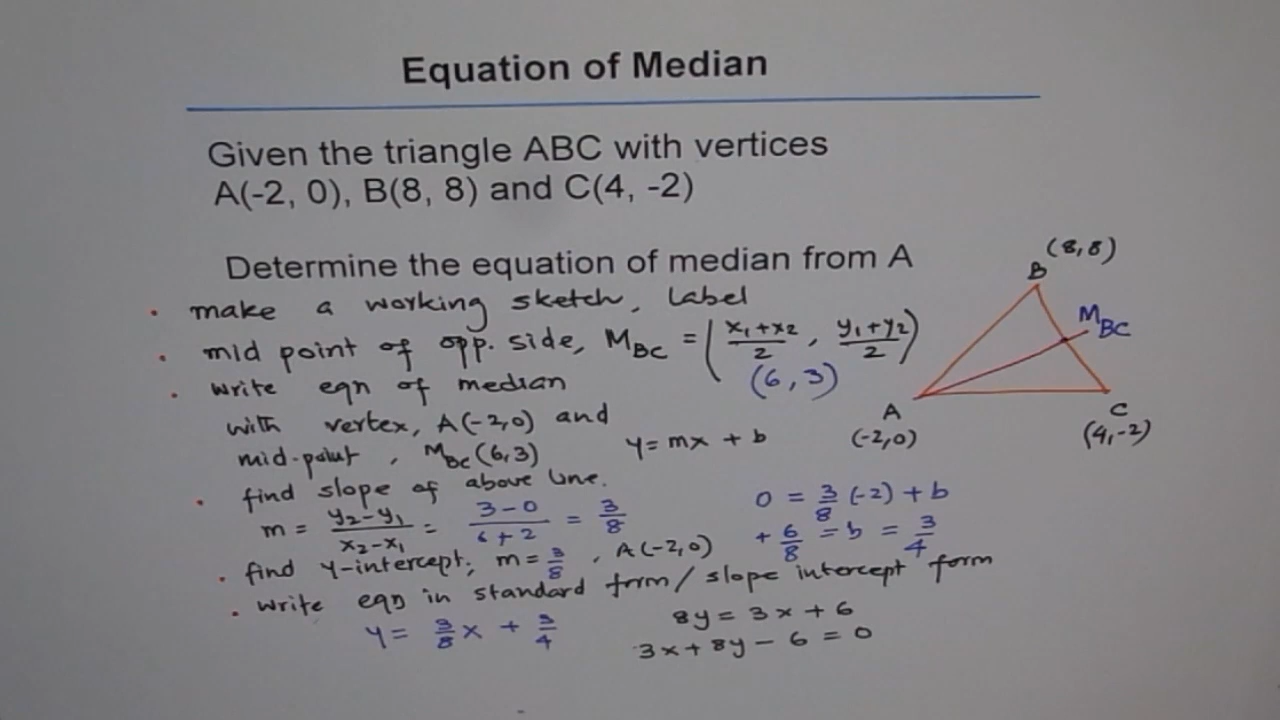 Equation of Median
Given the triangle ABC with vertices
A(-2, 0), B(8, 8) and C(4, -2)
Determine the equation of median from A
• make a working sketch, Label
• mid point of opp. side, M_BC = ( (x₁+x₂)/2 , (y₁+y₂)/2 )
(6, 3)
• write eqn of median
with vertex, A(-2,0) and
mid-point, M_BC (6,3)
y = mx + b
• find slope of above line.
m = (y₂-y₁)/(x₂-x₁) = (3-0)/(6+2) = 3/8
• find y-intercept; m = 3/8, A(-2,0)
0 = 3/8 (-2) + b
+ 6/8 = b = 3/4
• write eqn in standard form / slope intercept form
y = 3/8 x + 3/4
8y = 3x + 6
3x + 8y - 6 = 0
(8,8)
B
M_BC
A
(-2,0)
C
(4,-2)